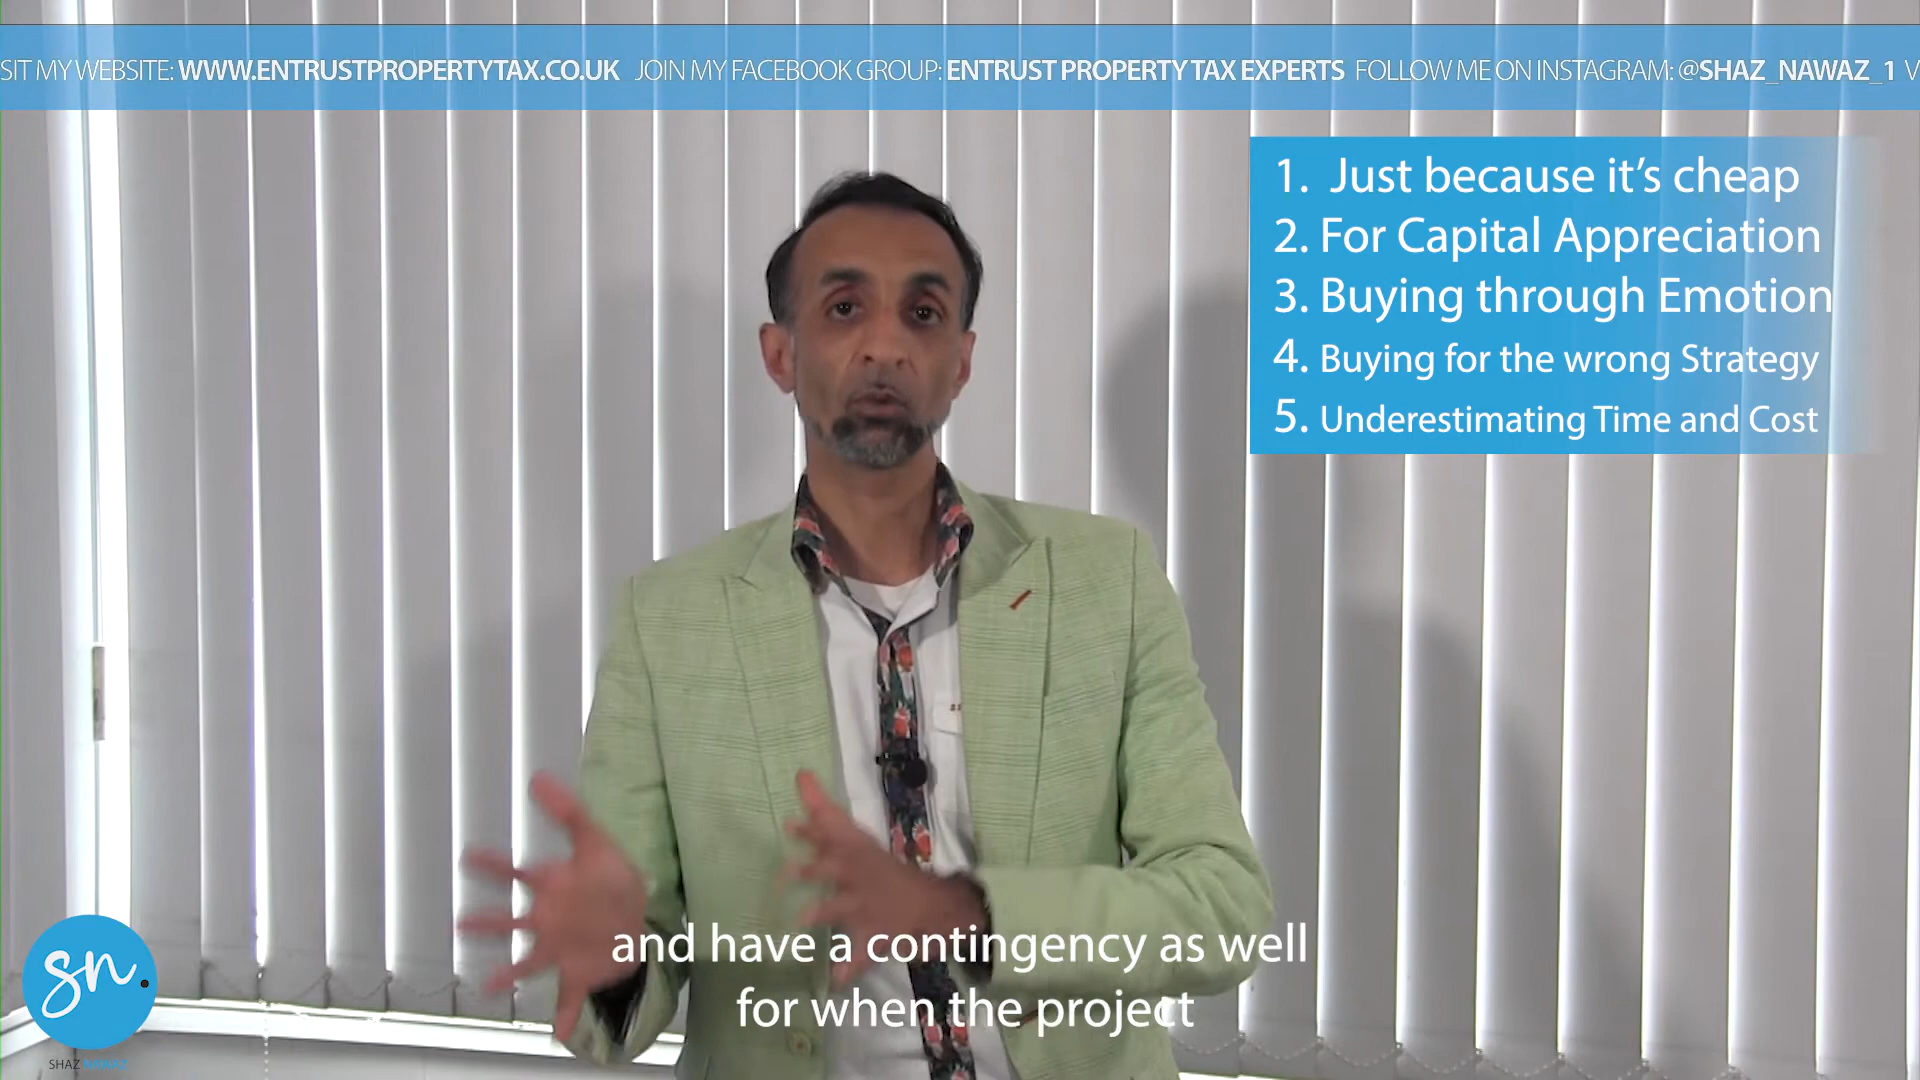 SIT MY WEBSITE: WWW.ENTRUSTPROPERTYTAX.CO.UK JOIN MY FACEBOOK GROUP: ENTRUST PROPERTY TAX EXPERTS FOLLOW ME ON INSTAGRAM: @SHAZ_NAWAZ_1 V
1. Just because it’s cheap
2. For Capital Appreciation
3. Buying through Emotion
4. Buying for the wrong Strategy
5. Underestimating Time and Cost
and have a contingency as well
for when the project
sn.
SHAZ NAWAZ